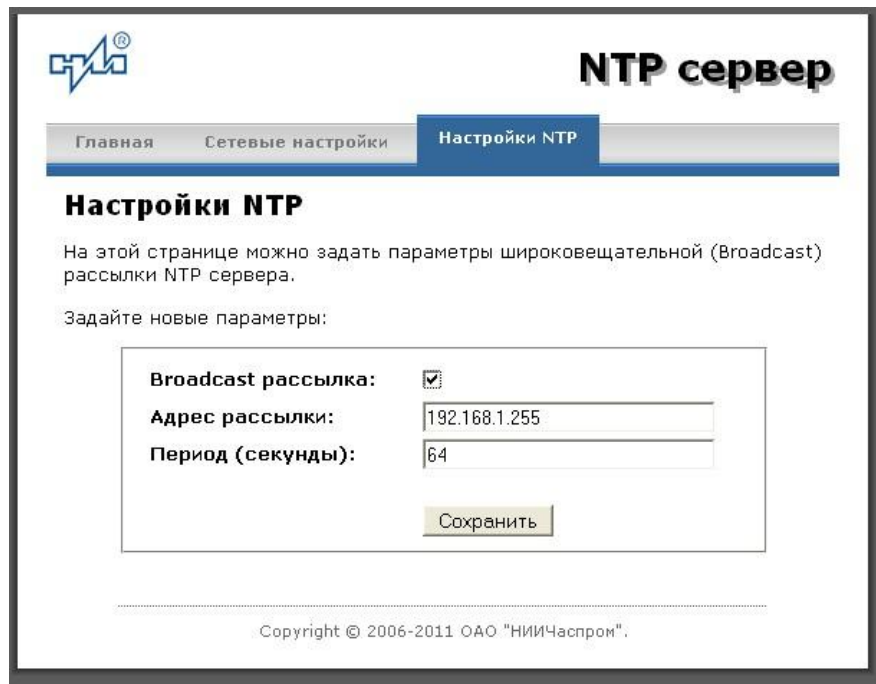 ®
NTP сервер
Главная Сетевые настройки Настройки NTP
Настройки NTP
На этой странице можно задать параметры широковещательной (Broadcast)
рассылки NTP сервера.
Задайте новые параметры:
Broadcast рассылка:
Адрес рассылки: 192.168.1.255
Период (секунды): 64
Сохранить
Copyright © 2006-2011 ОАО "НИИЧаспром".